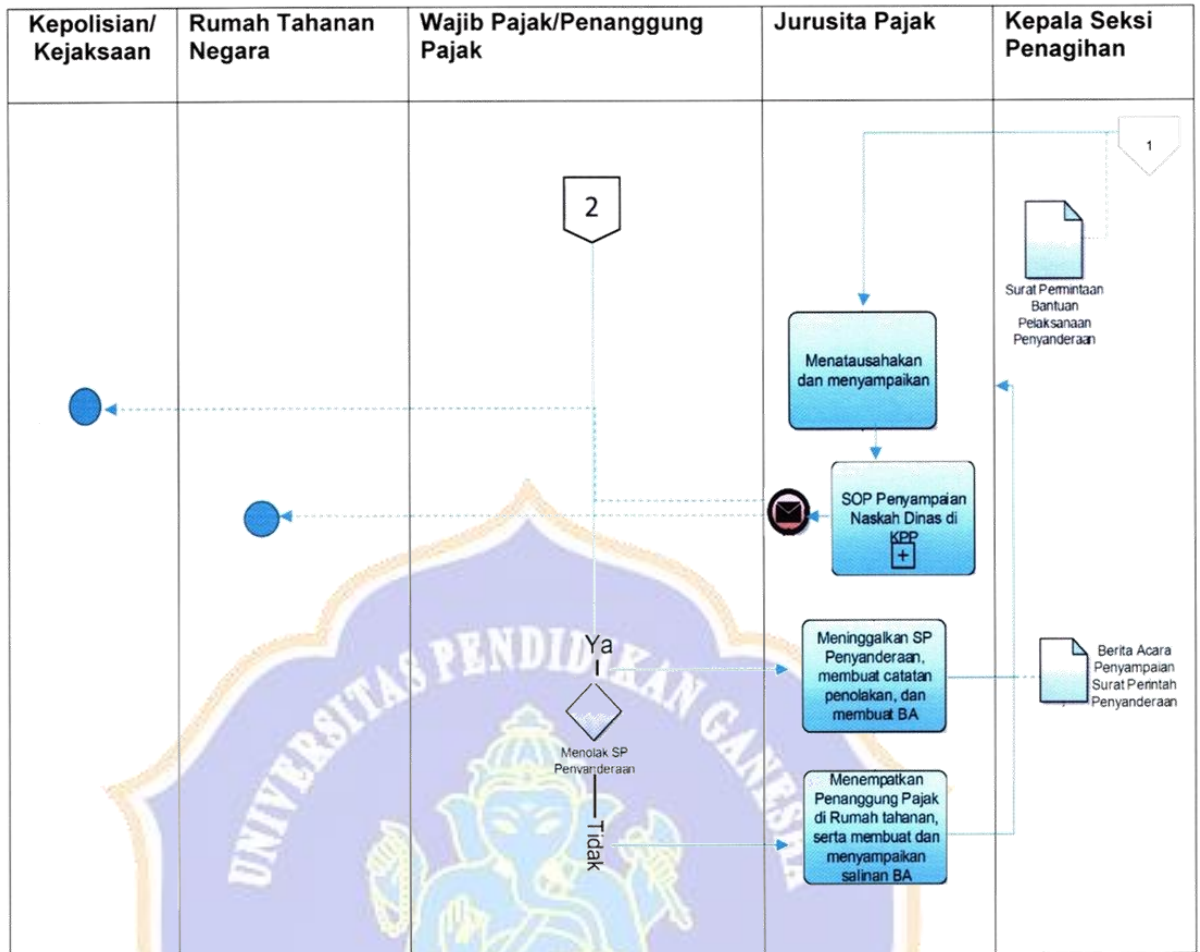 Kepolisian/
Kejaksaan
Rumah Tahanan
Negara
Wajib Pajak/Penanggung
Pajak
Jurusita Pajak
Kepala Seksi
Penagihan
1
2
Surat Permintaan
Bantuan
Pelaksanaan
Penyanderaan
Menatausahakan
dan menyampaikan
SOP Penyampaian
Naskah Dinas di
KPP
Ya
Meninggalkan SP
Penyanderaan,
membuat catatan
penolakan, dan
membuat BA
Berita Acara
Penyampaian
Surat Perintah
Penyanderaan
Menolak SP
Penyanderaan
Tidak
Menempatkan
Penanggung Pajak
di Rumah tahanan,
serta membuat dan
menyampaikan
salinan BA
UNIVERSITAS PENDIDIKAN GANESHA